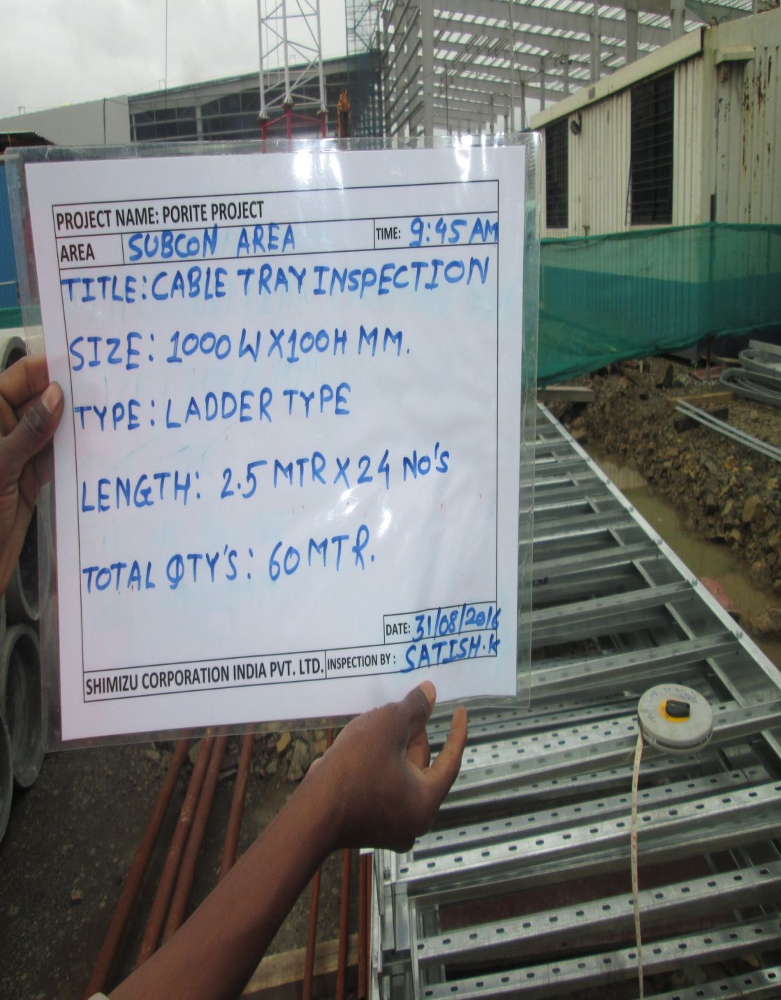 PROJECT NAME: PORITE PROJECT
AREA SUBCON AREA TIME: 9:45 AM
TITLE: CABLE TRAY INSPECTION
SIZE: 1000 W X 100 H MM.
TYPE: LADDER TYPE
LENGTH: 2.5 MTR X 24 NO'S
TOTAL QTY'S: 60 MTR.
DATE: 31/08/2016
SHIMIZU CORPORATION INDIA PVT. LTD. INSPECTION BY: SATISH.K